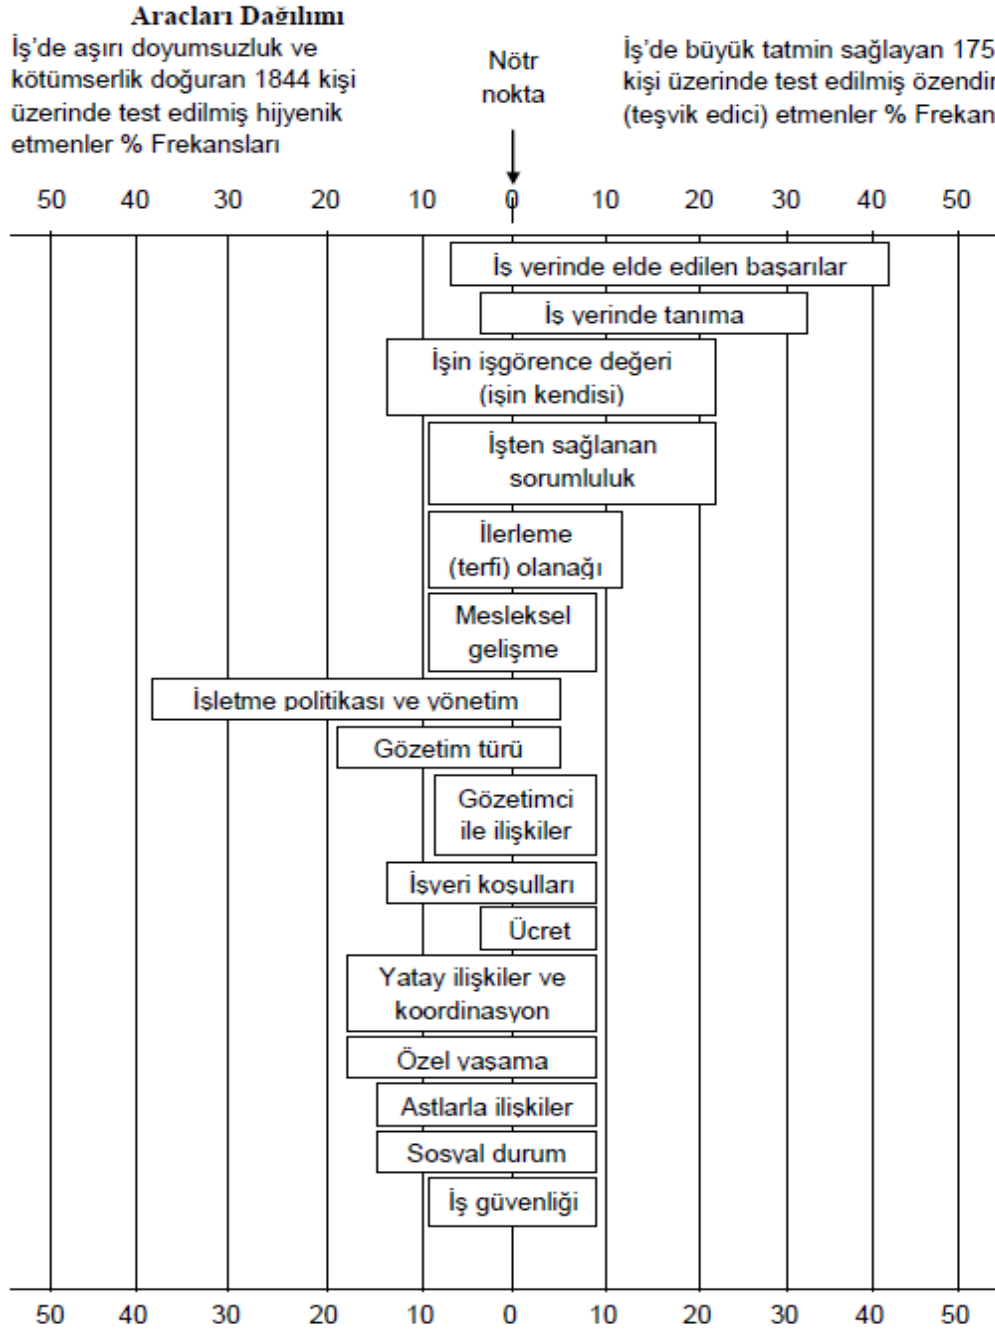 Araçları Dağılımı
İş'de aşırı doyumsuzluk ve
kötümserlik doğuran 1844 kişi
üzerinde test edilmiş hijyenik
etmenler % Frekansları
Nötr
nokta
İş'de büyük tatmin sağlayan 175
kişi üzerinde test edilmiş özendir
(teşvik edici) etmenler % Frekan
50 40 30 20 10 0 10 20 30 40 50
İş yerinde elde edilen başarılar
İş yerinde tanıma
İşin işgörence değeri
(işin kendisi)
İşten sağlanan
sorumluluk
İlerleme
(terfi) olanağı
Mesleksel
gelişme
İşletme politikası ve yönetim
Gözetim türü
Gözetimci
ile ilişkiler
İşyeri koşulları
Ücret
Yatay ilişkiler ve
koordinasyon
Özel yaşama
Astlarla ilişkiler
Sosyal durum
İş güvenliği
50 40 30 20 10 0 10 20 30 40 50